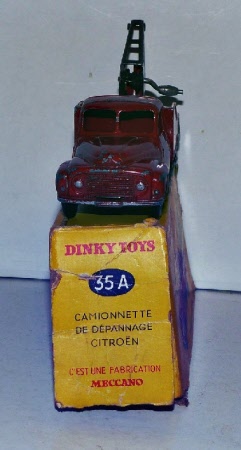 DINKY TOYS
35-A
CAMIONNETTE
DE DÉPANNAGE
CITROËN
C'EST UNE FABRICATION
MECCANO